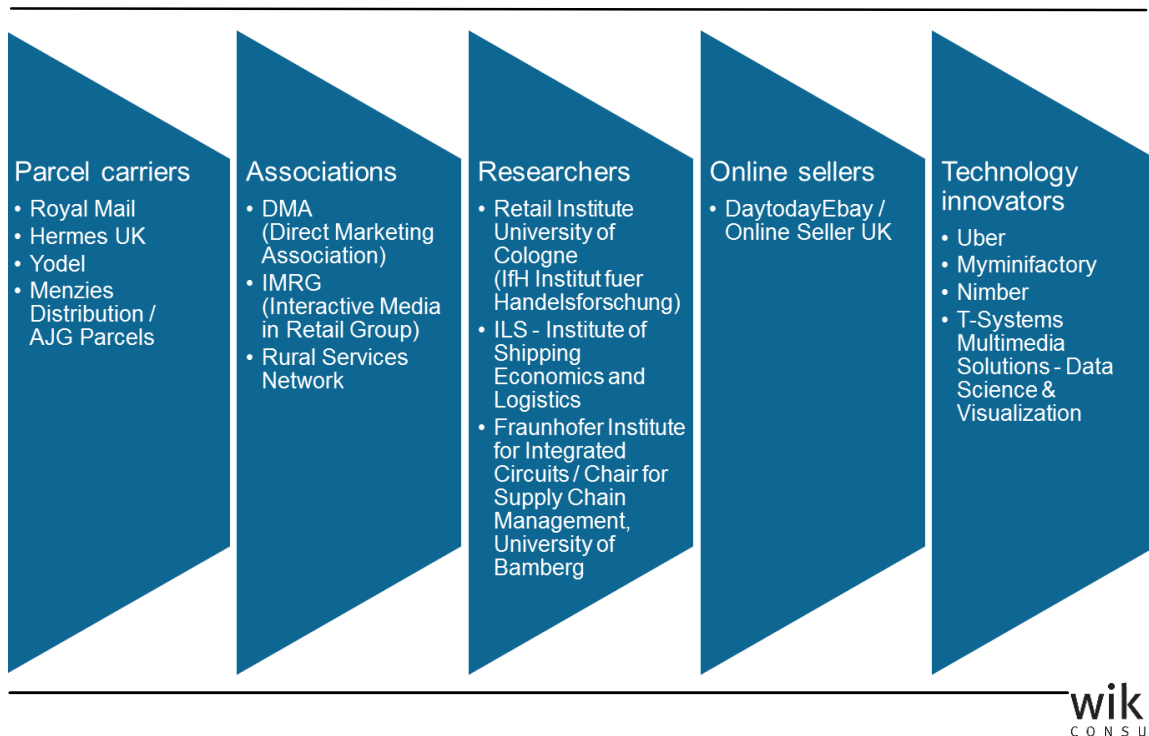 Parcel carriers
• Royal Mail
• Hermes UK
• Yodel
• Menzies
Distribution /
AJG Parcels
Associations
• DMA
(Direct Marketing
Association)
• IMRG
(Interactive Media
in Retail Group)
• Rural Services
Network
Researchers
• Retail Institute
University of
Cologne
(IfH Institut fuer
Handelsforschung)
• ILS - Institute of
Shipping
Economics and
Logistics
• Fraunhofer Institute
for Integrated
Circuits / Chair for
Supply Chain
Management,
University of
Bamberg
Online sellers
• DaytodayEbay /
Online Seller UK
Technology
innovators
• Uber
• Myminifactory
• Nimber
• T-Systems
Multimedia
Solutions - Data
Science &
Visualization
wik
CONSU